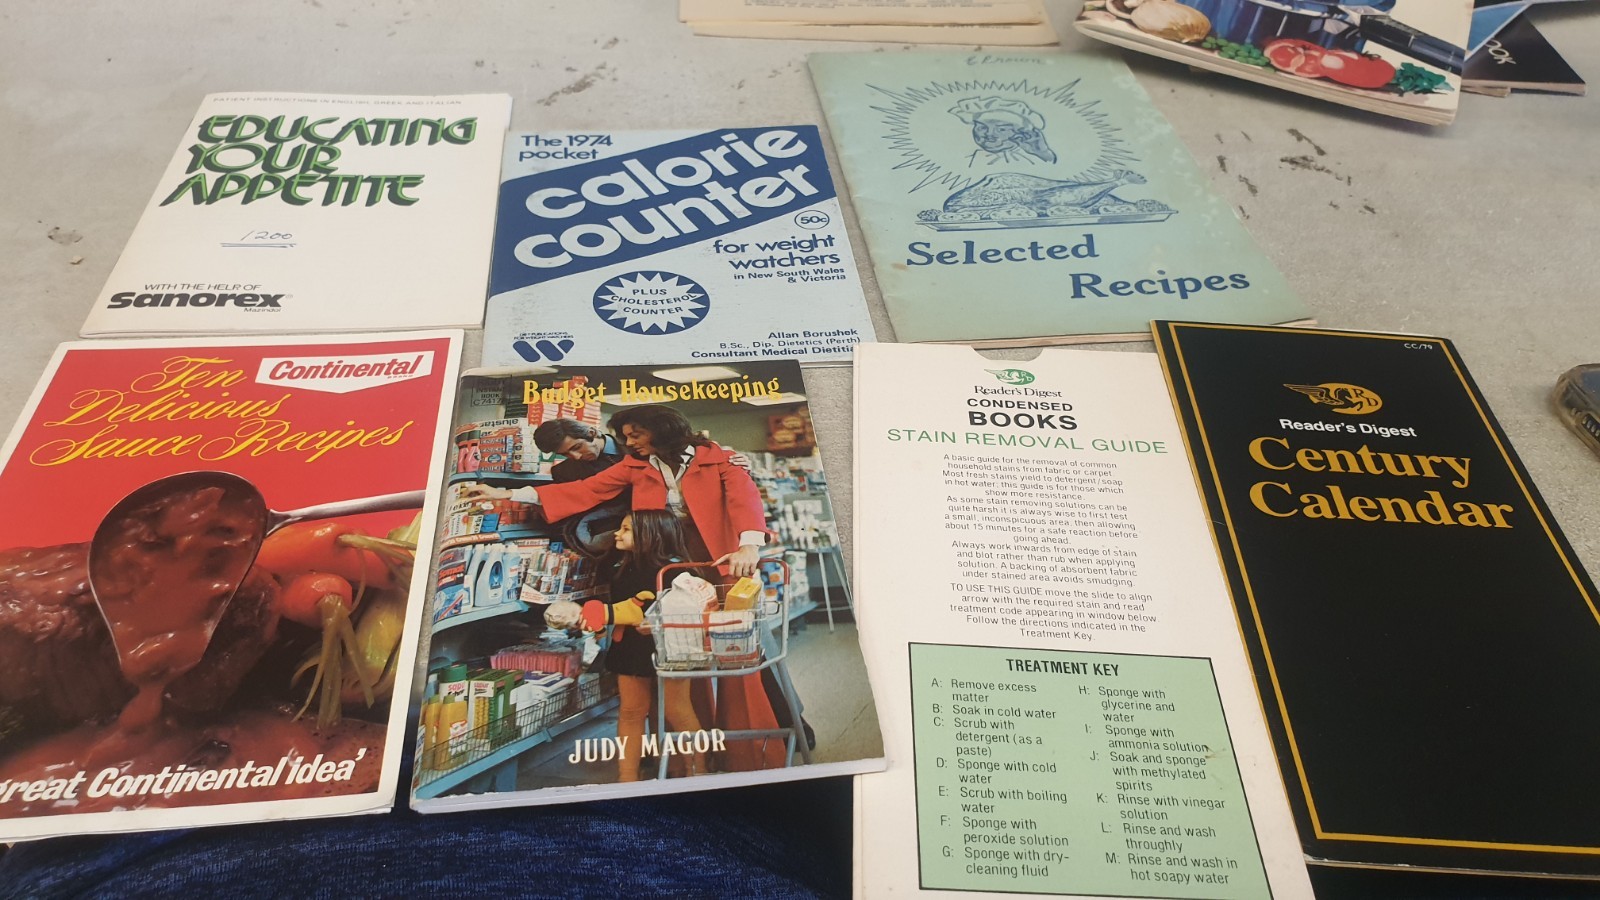 PATIENT INSTRUCTIONS IN ENGLISH, GREEK AND ITALIAN
EDUCATING
YOUR
APPETITE
1200
WITH THE HELP OF
Sanorex®
Mazindol
The 1974
pocket
calorie
counter
50c
for weight
watchers
in New South Wales
& Victoria
PLUS
CHOLESTEROL
COUNTER
Allan Borushek
B.Sc., Dip. Dietetics (Perth)
Consultant Medical Dietiti
Selected
Recipes
OOK
Continental
BRAND
Ten
Delicious
Sauce Recipes
great Continental idea'
Budget Housekeeping
BOOK
JUDY MAGOR
Reader's Digest
CONDENSED
BOOKS
STAIN REMOVAL GUIDE
A basic guide for the removal of common
household stains from fabric or carpet.
Most fresh stains yield to detergent/soap
in hot water; this guide is for those which
show more resistance.
As some stain removing solutions can be
quite harsh it is always wise to first test
a small, inconspicuous area, then allowing
about 15 minutes for a safe reaction before
going ahead.
Always work inwards from edge of stain
and blot rather than rub when applying
solution. A backing of absorbent fabric
under stained area avoids smudging.
TO USE THIS GUIDE move the slide to align
arrow with the required stain and read
treatment code appearing in window below.
Follow the directions indicated in the
Treatment Key.
TREATMENT KEY
A: Remove excess
matter
B: Soak in cold water
C: Scrub with
detergent (as a
paste)
D: Sponge with cold
water
E: Scrub with boiling
water
F: Sponge with
peroxide solution
G: Sponge with dry-
cleaning fluid
H: Sponge with
glycerine and
water
I: Sponge with
ammonia solution
J: Soak and sponge
with methylated
spirits
K: Rinse with vinegar
solution
L: Rinse and wash
throughly
M: Rinse and wash in
hot soapy water
CC/79
RD
Reader's Digest
Century
Calendar